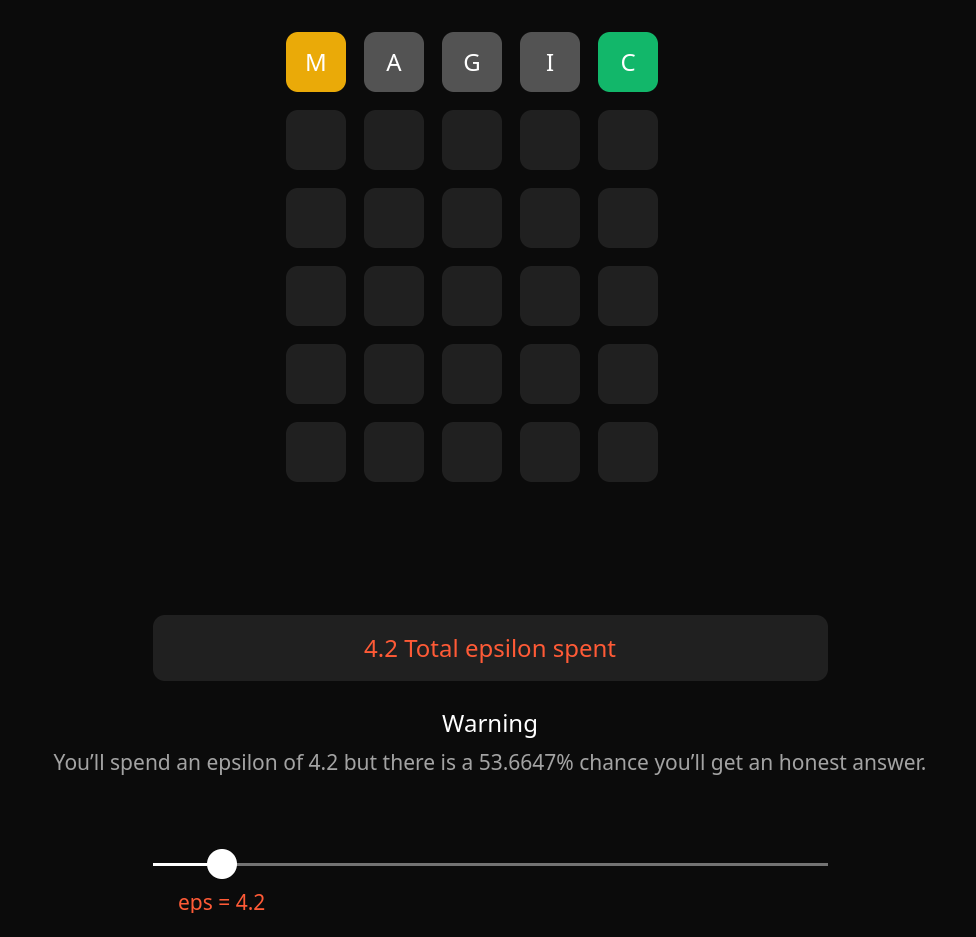 M A G I C
4.2 Total epsilon spent
Warning
You’ll spend an epsilon of 4.2 but there is a 53.6647% chance you’ll get an honest answer.
eps = 4.2